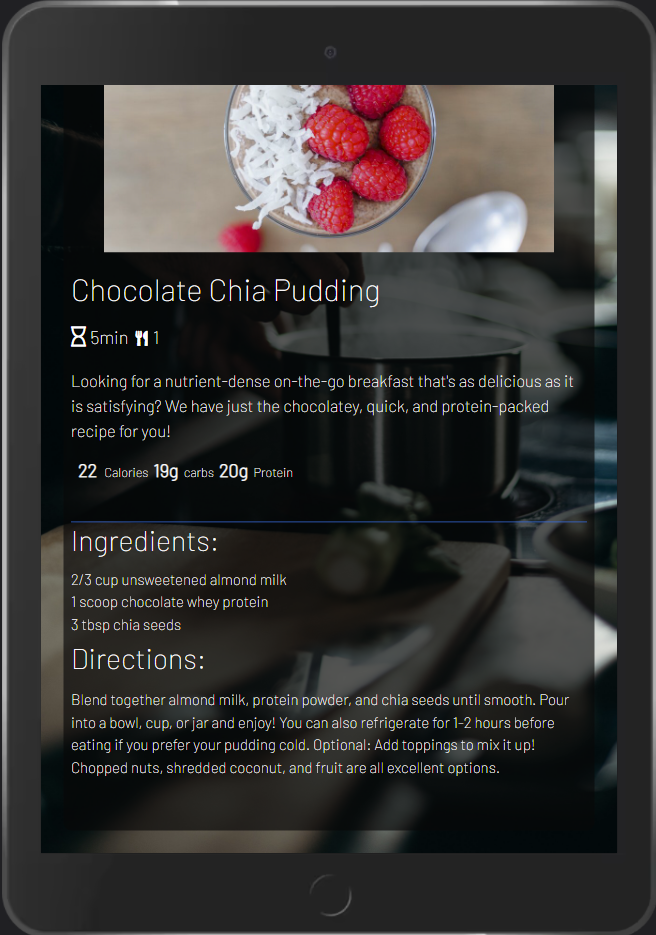 Chocolate Chia Pudding
5min 1
Looking for a nutrient-dense on-the-go breakfast that's as delicious as it
is satisfying? We have just the chocolatey, quick, and protein-packed
recipe for you!
22 Calories 19g carbs 20g Protein
Ingredients:
2/3 cup unsweetened almond milk
1 scoop chocolate whey protein
3 tbsp chia seeds
Directions:
Blend together almond milk, protein powder, and chia seeds until smooth. Pour
into a bowl, cup, or jar and enjoy! You can also refrigerate for 1-2 hours before
eating if you prefer your pudding cold. Optional: Add toppings to mix it up!
Chopped nuts, shredded coconut, and fruit are all excellent options.